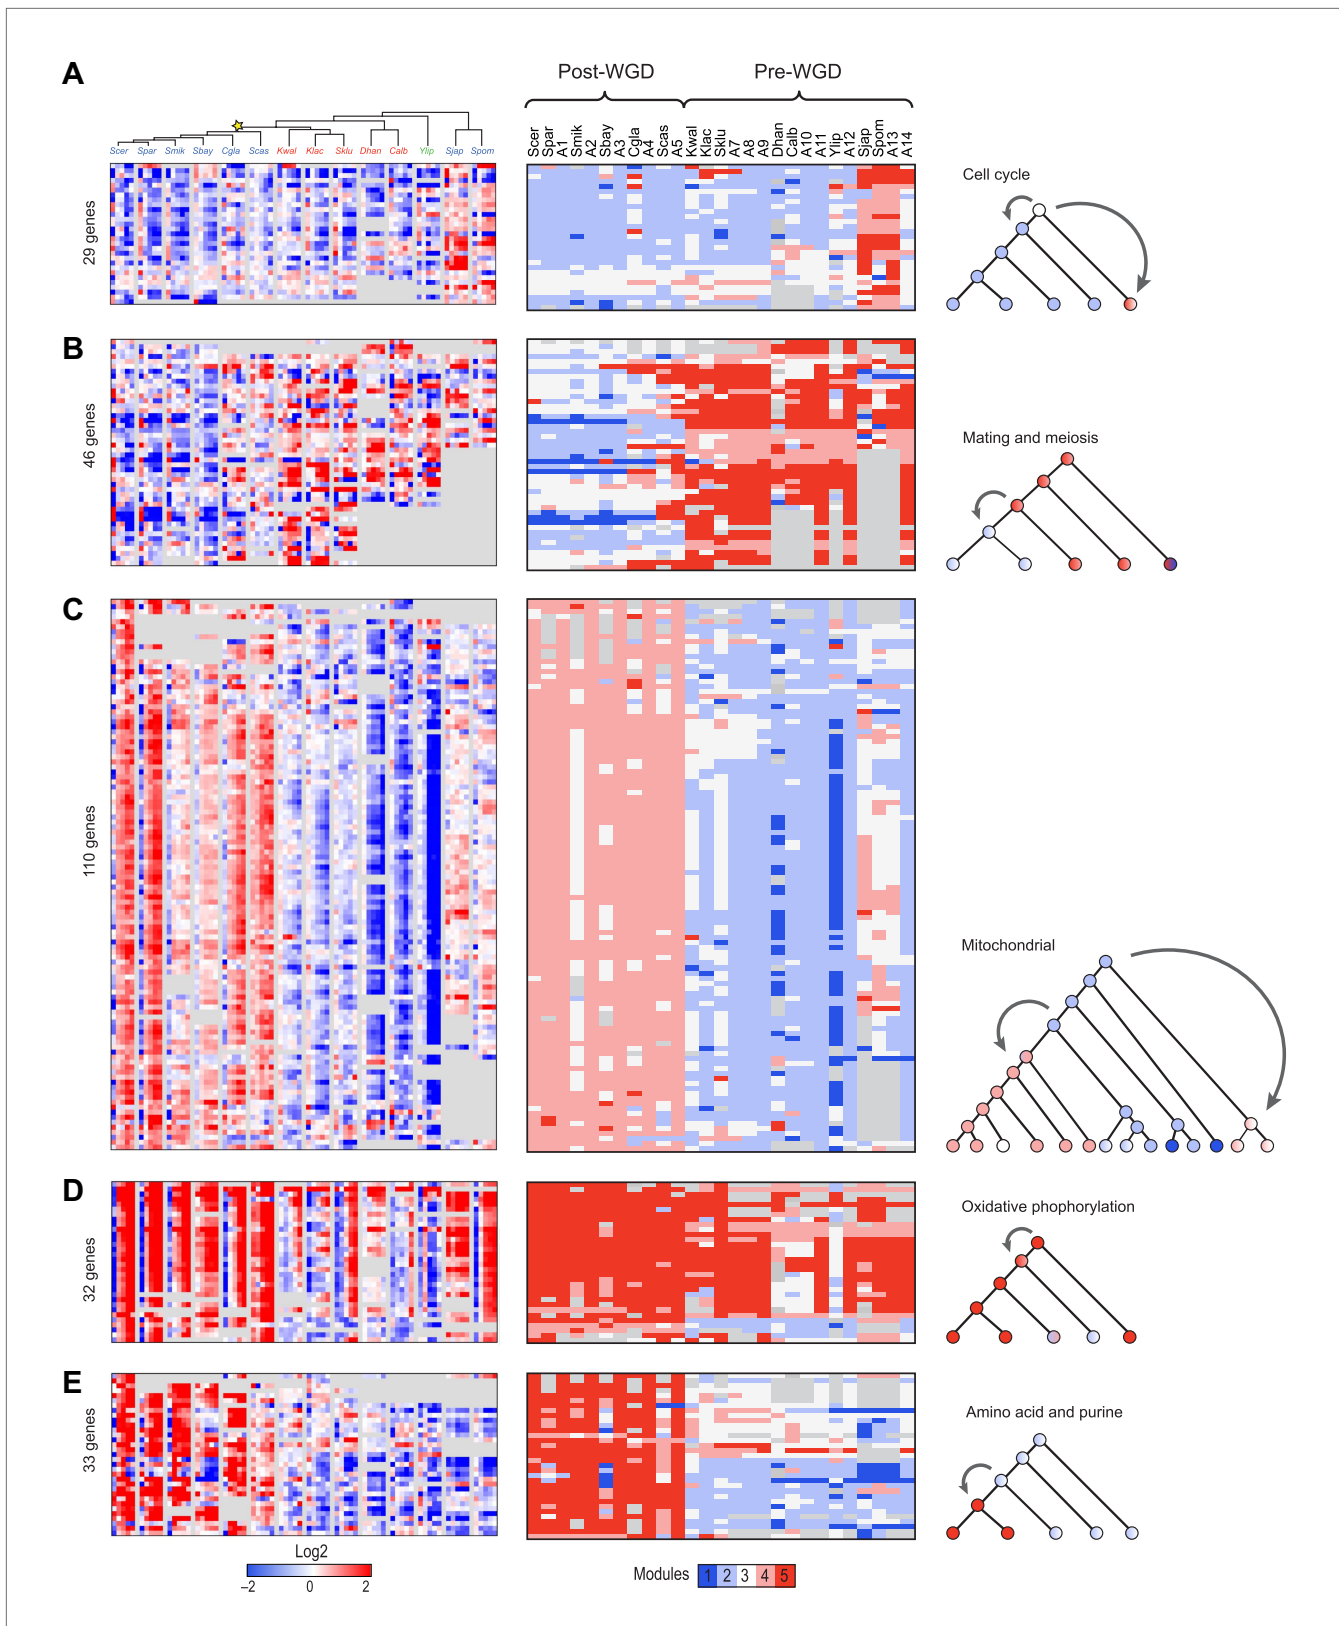 A
Post-WGD Pre-WGD
Scer Spar Smik Sbay Cgla Scas Kwal Klac Sklu Dhan Calb Ylip Sjap Spom
Scer Spar A1 Smik A2 Sbay A3 Cgla A4 Scas A5 Kwal Klac Sklu A7 A8 A9 Dhan Calb A10 A11 Ylip A12 Sjap Spom A13 A14
29 genes
Cell cycle
B
46 genes
Mating and meiosis
C
110 genes
Mitochondrial
D
32 genes
Oxidative phophorylation
E
33 genes
Amino acid and purine
Log2
–2 0 2
Modules 1 2 3 4 5